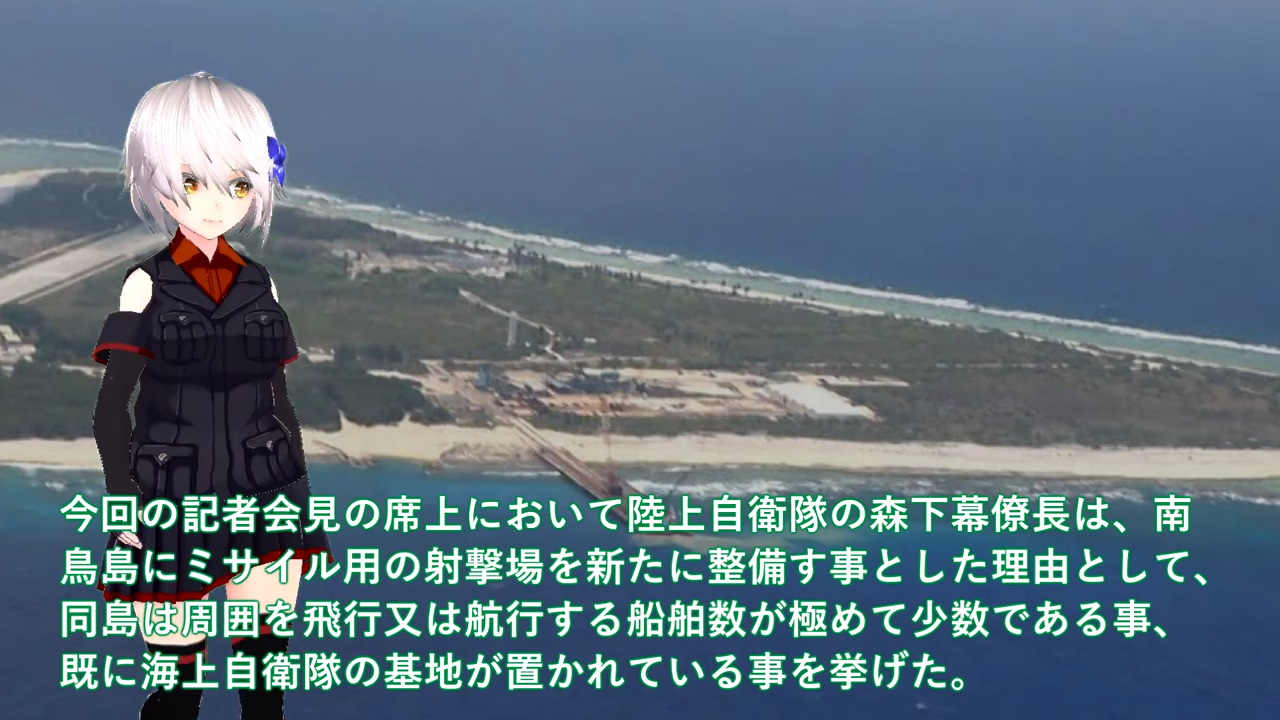 今回の記者会見の席上において陸上自衛隊の森下幕僚長は、南
鳥島にミサイル用の射撃場を新たに整備す事とした理由として、
同島は周囲を飛行又は航行する船舶数が極めて少数である事、
既に海上自衛隊の基地が置かれている事を挙げた。